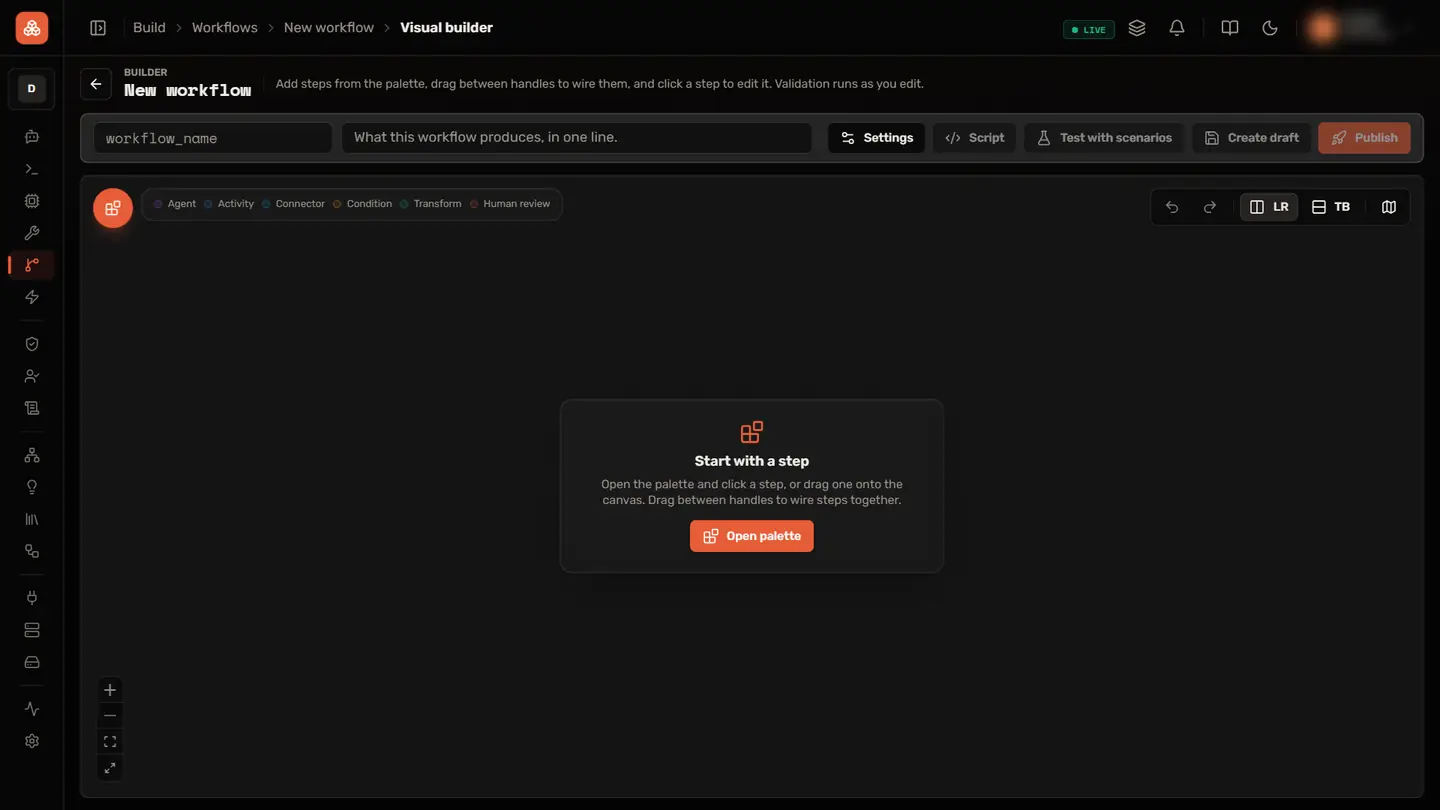 Build
Workflows
New workflow
Visual builder
LIVE
D
BUILDER
New workflow
Add steps from the palette, drag between handles to wire them, and click a step to edit it. Validation runs as you edit.
workflow_name
What this workflow produces, in one line.
Settings
Script
Test with scenarios
Create draft
Publish
Agent
Activity
Connector
Condition
Transform
Human review
LR
TB
Start with a step
Open the palette and click a step, or drag one onto the
canvas. Drag between handles to wire steps together.
Open palette